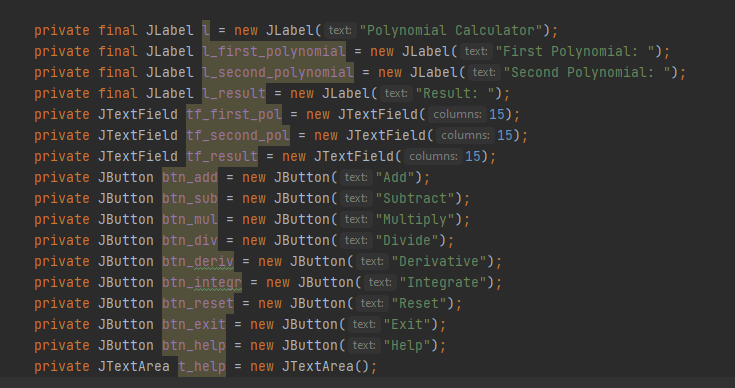 private final JLabel l = new JLabel( text: "Polynomial Calculator");
private final JLabel l_first_polynomial = new JLabel( text: "First Polynomial: ");
private final JLabel l_second_polynomial = new JLabel( text: "Second Polynomial: ");
private final JLabel l_result = new JLabel( text: "Result: ");
private JTextField tf_first_pol = new JTextField( columns: 15);
private JTextField tf_second_pol = new JTextField( columns: 15);
private JTextField tf_result = new JTextField( columns: 15);
private JButton btn_add = new JButton( text: "Add");
private JButton btn_sub = new JButton( text: "Subtract");
private JButton btn_mul = new JButton( text: "Multiply");
private JButton btn_div = new JButton( text: "Divide");
private JButton btn_deriv = new JButton( text: "Derivative");
private JButton btn_integr = new JButton( text: "Integrate");
private JButton btn_reset = new JButton( text: "Reset");
private JButton btn_exit = new JButton( text: "Exit");
private JButton btn_help = new JButton( text: "Help");
private JTextArea t_help = new JTextArea();